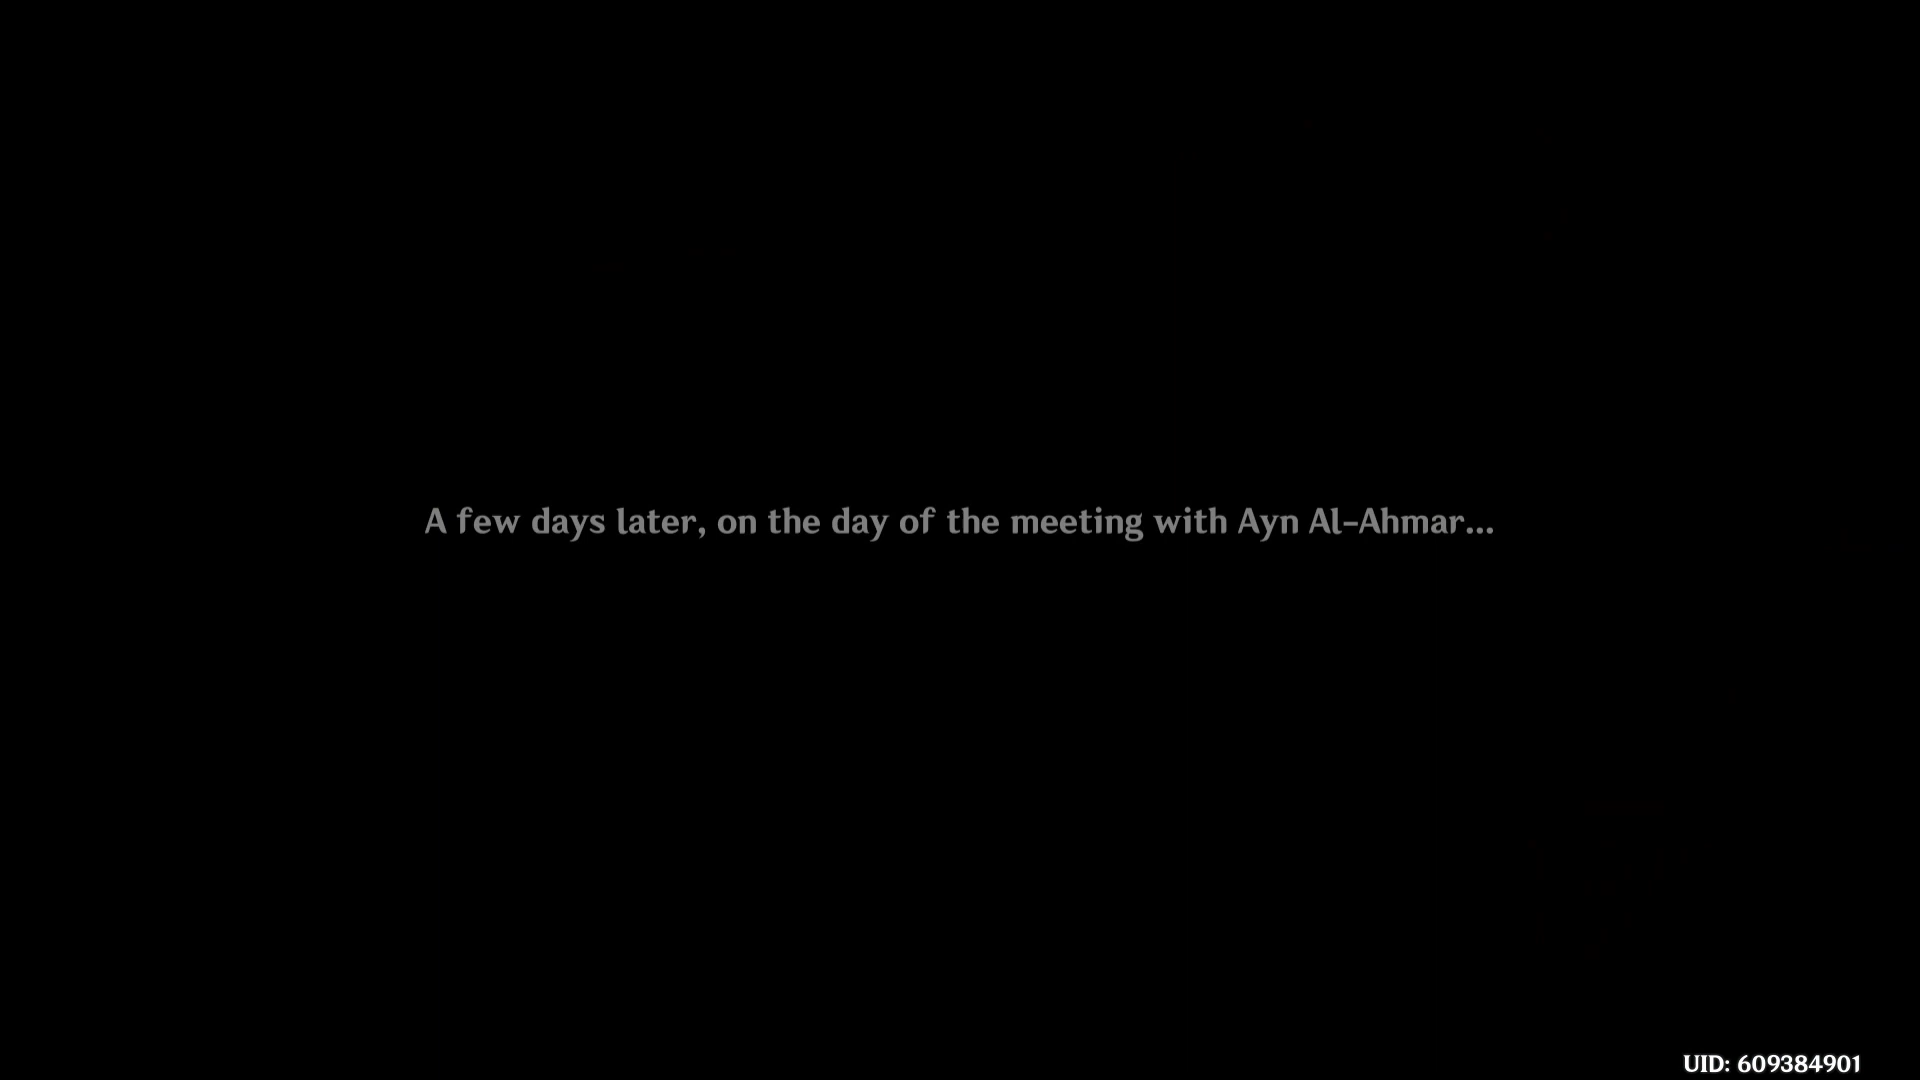 A few days later, on the day of the meeting with Ayn Al-Ahmar...
UID: 609384901